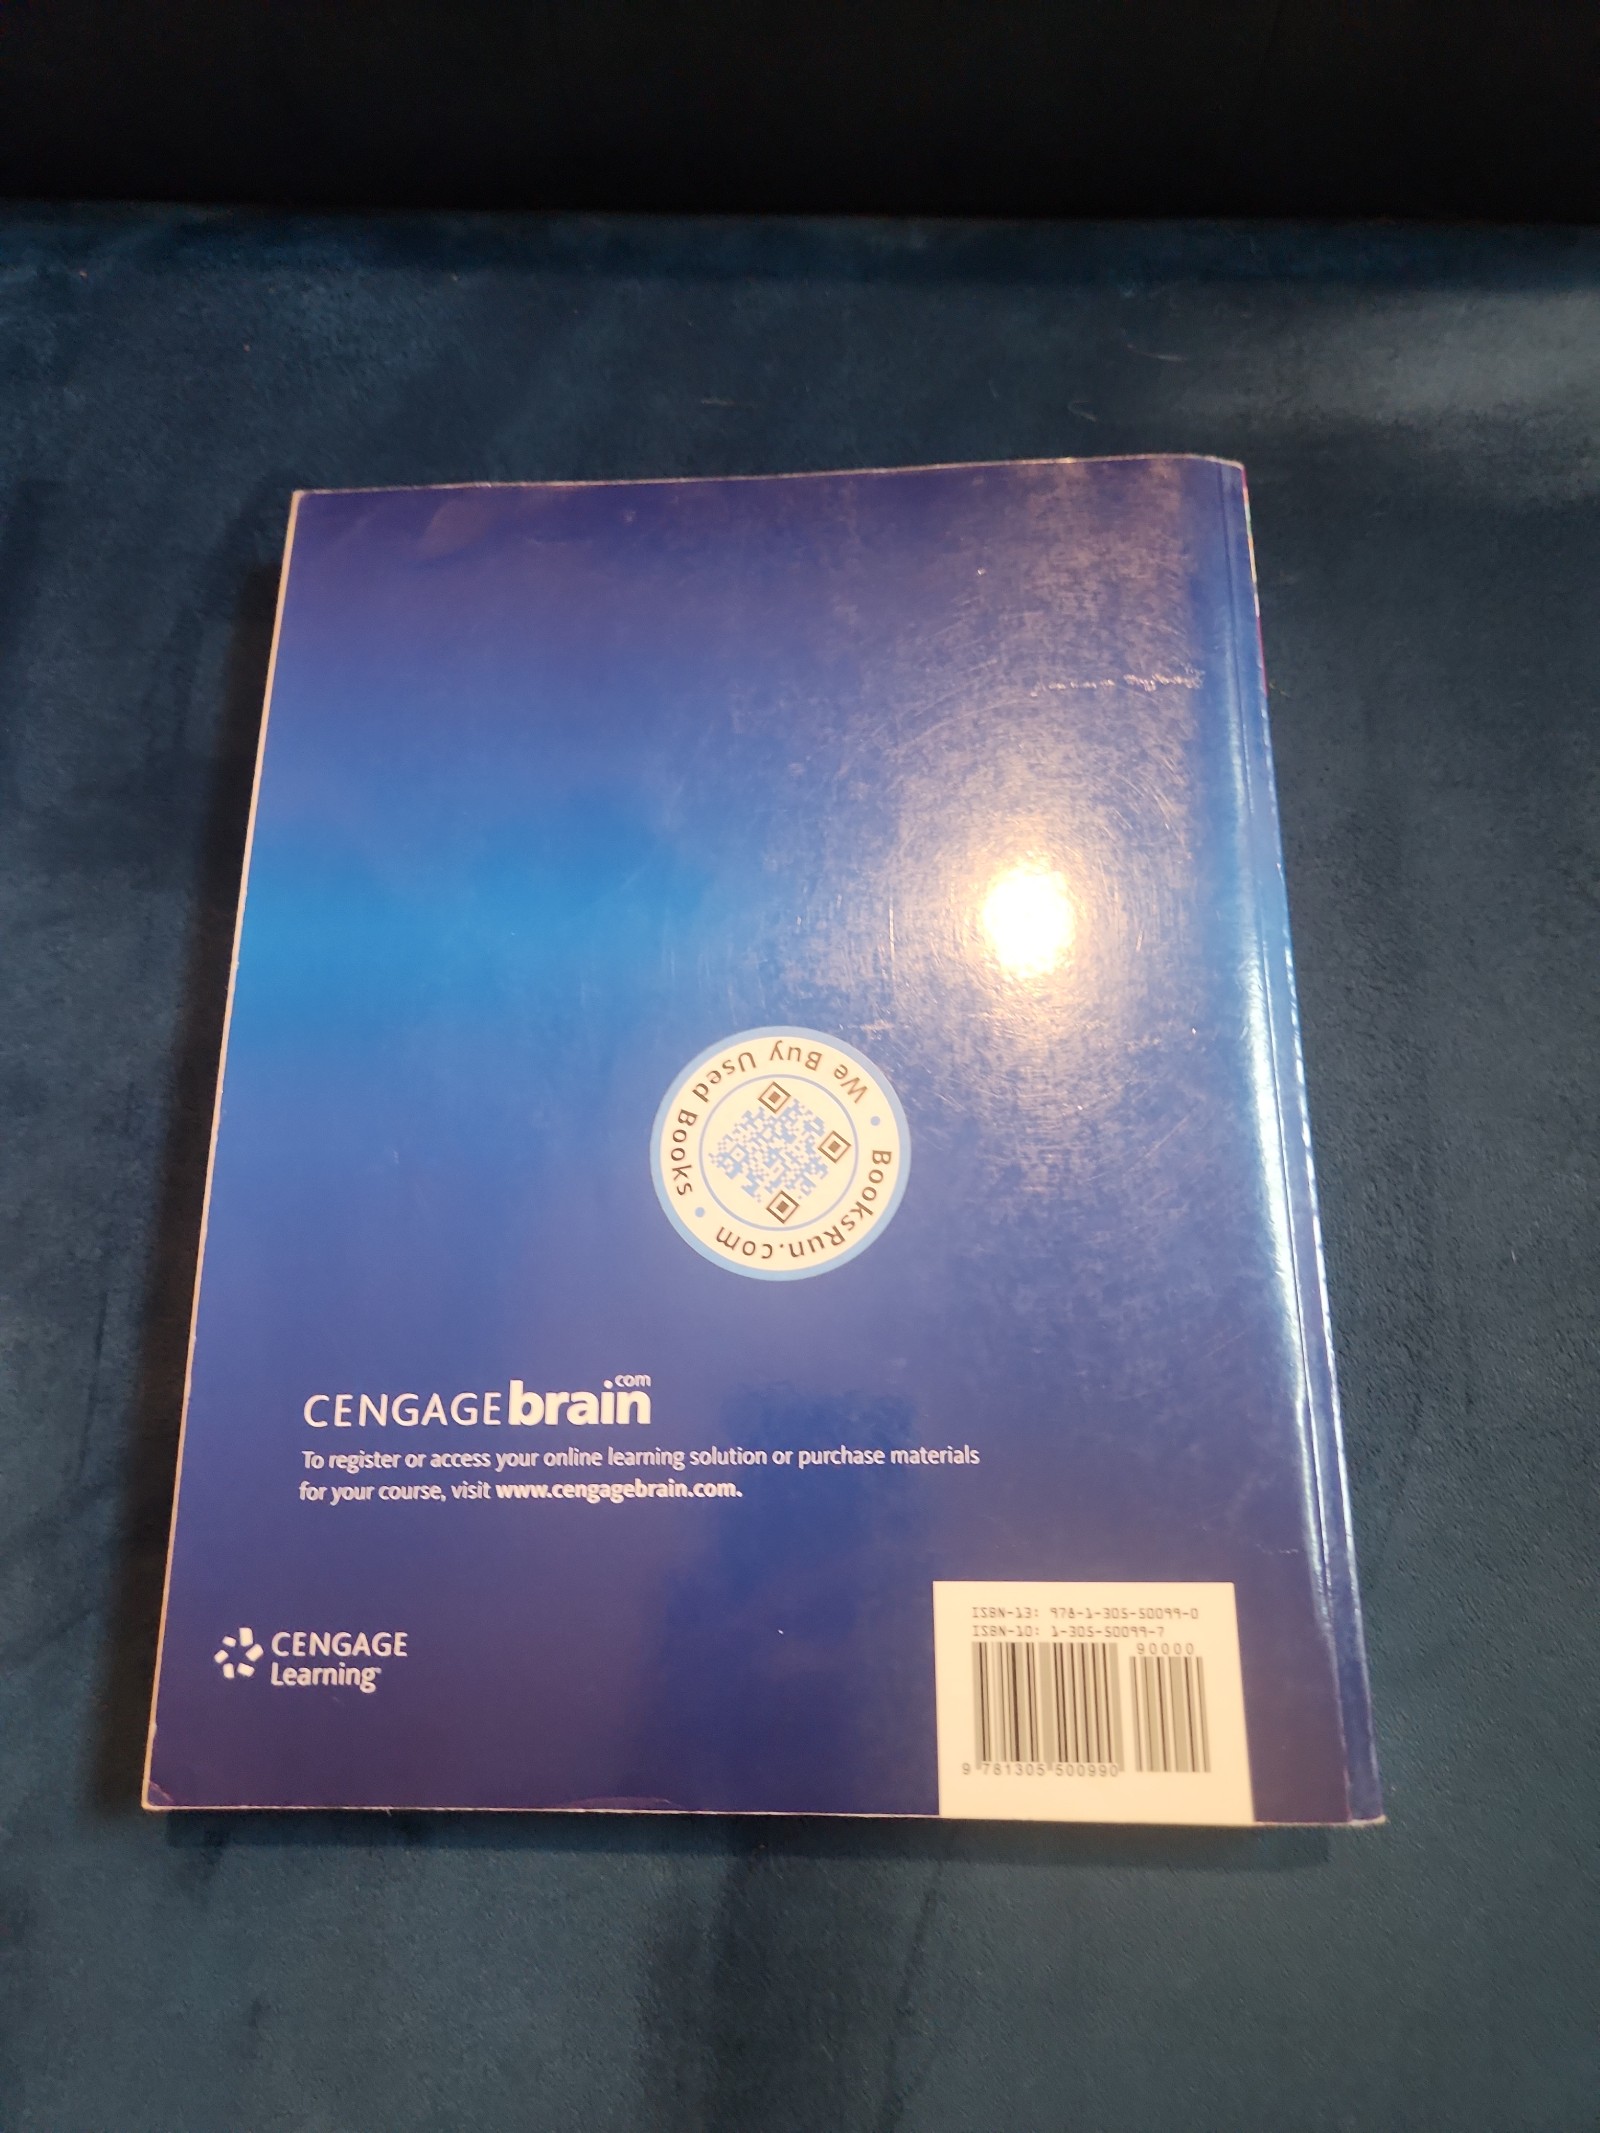 We Buy Used Books • BooksRun.com •
CENGAGEbrain.com
To register or access your online learning solution or purchase materials
for your course, visit www.cengagebrain.com.
CENGAGE
Learning™
ISBN-13: 978-1-305-50099-0
ISBN-10: 1-305-50099-7
90000
9 781305 500990